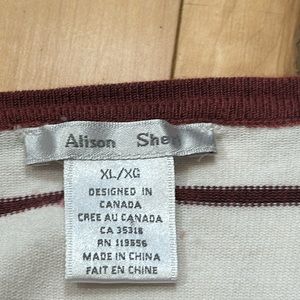 Alison Sheri
XL/XG
DESIGNED IN
CANADA
CREE AU CANADA
CA 35318
RN 119556
MADE IN CHINA
FAIT EN CHINE